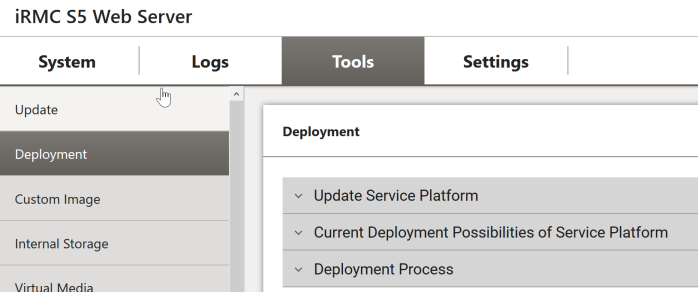 iRMC S5 Web Server
System Logs Tools Settings
Update
Deployment
Custom Image
Internal Storage
Virtual Media
Deployment
Update Service Platform
Current Deployment Possibilities of Service Platform
Deployment Process